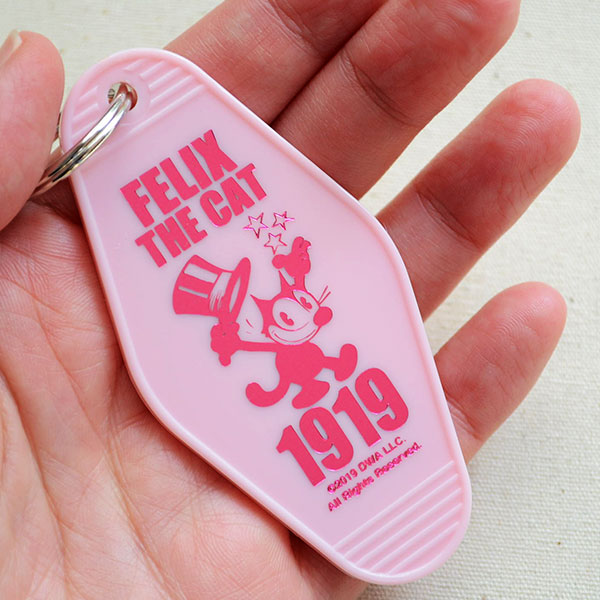 FELIX
THE CAT
1919
©2019 DWA LLC.
All Rights Reserved.